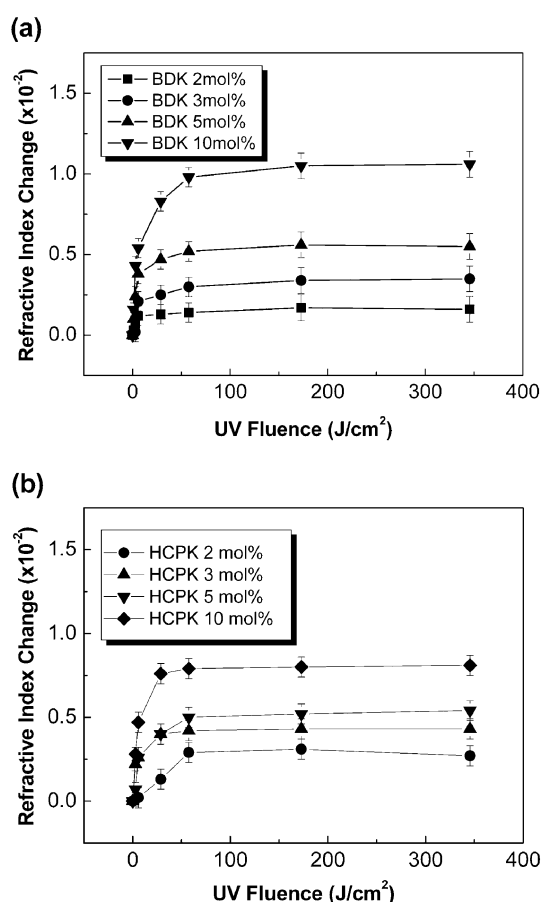 (a)
BDK 2mol%
BDK 3mol%
BDK 5mol%
BDK 10mol%
1.5
1.0
0.5
0.0
Refractive Index Change (x10⁻²)
0
100
200
300
400
UV Fluence (J/cm²)
(b)
HCPK 2 mol%
HCPK 3 mol%
HCPK 5 mol%
HCPK 10 mol%
1.5
1.0
0.5
0.0
Refractive Index Change (x10⁻²)
0
100
200
300
400
UV Fluence (J/cm²)